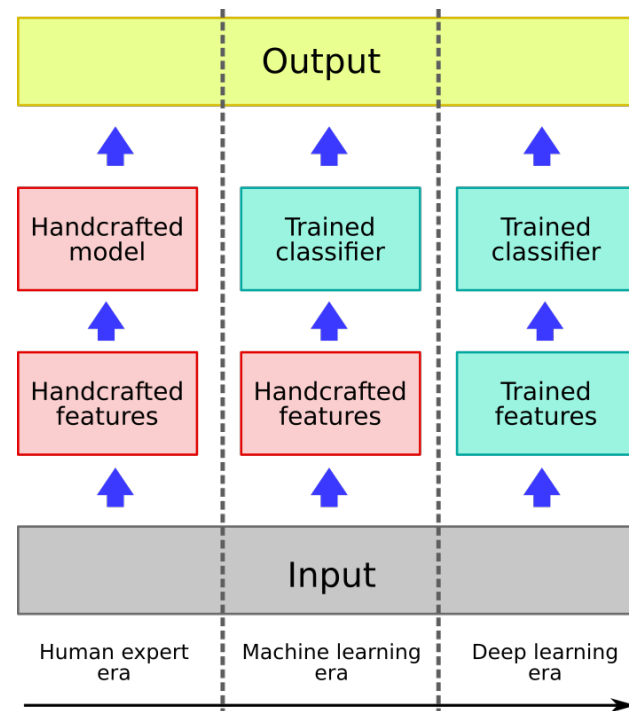 Output
Handcrafted
model
Trained
classifier
Trained
classifier
Handcrafted
features
Handcrafted
features
Trained
features
Input
Human expert
era
Machine learning
era
Deep learning
era